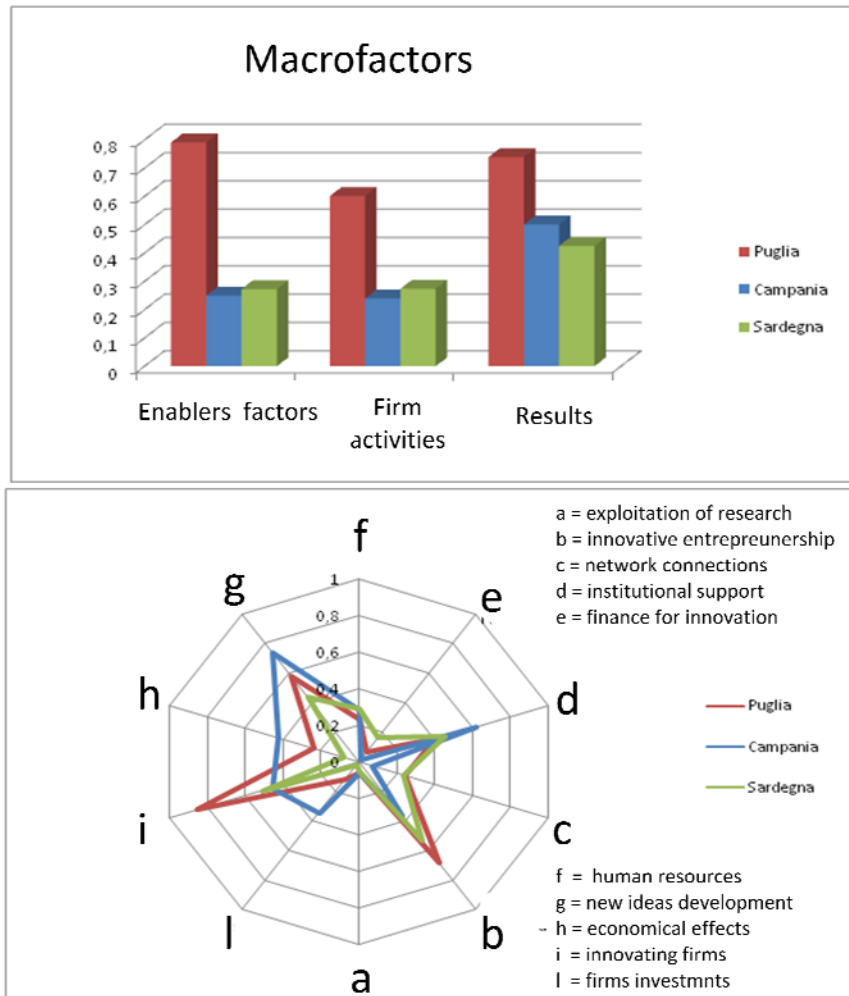 Macrofactors
0,8
0,7
0,6
0,5
0,4
0,3
0,2
0,1
0
Enablers factors
Firm
activities
Results
Puglia
Campania
Sardegna
a = exploitation of research
b = innovative entrepreunership
c = network connections
d = institutional support
e = finance for innovation
f
e
d
c
b
a
l
i
h
g
1
0,8
0,6
0,4
0,2
0
Puglia
Campania
Sardegna
f = human resources
g = new ideas development
h = economical effects
i = innovating firms
l = firms investmnts